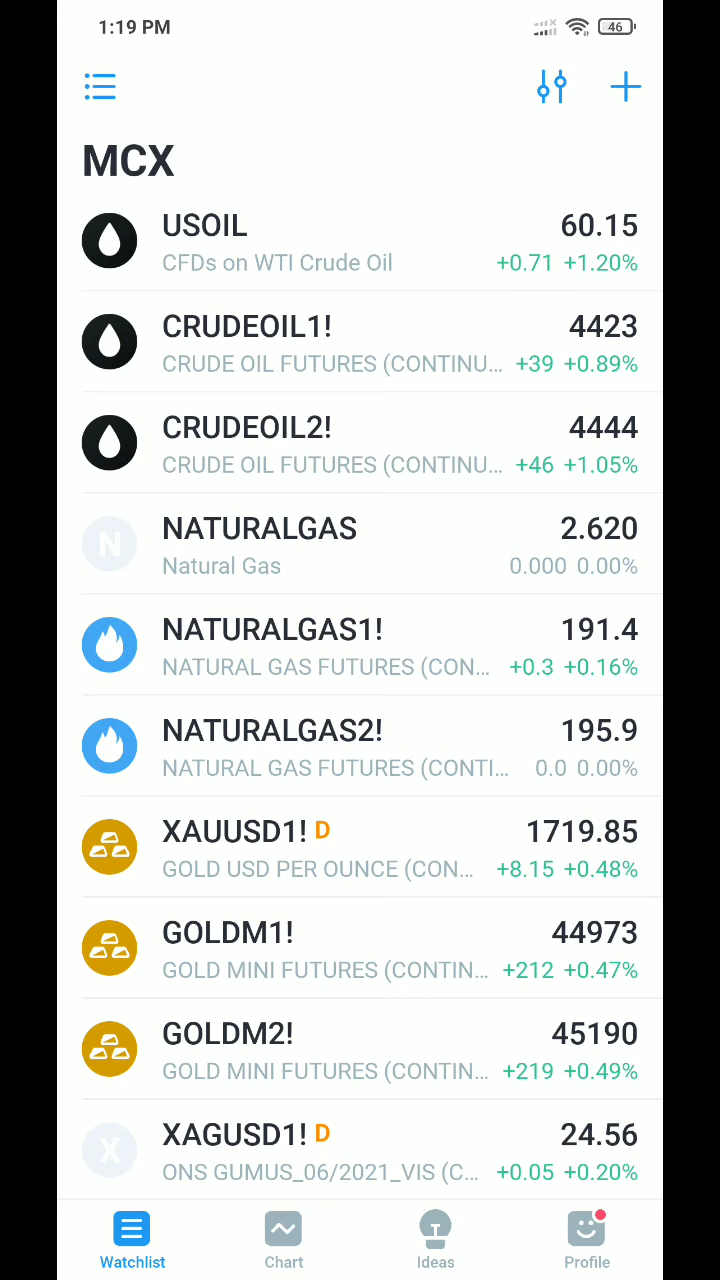 1:19 PM 46
MCX
USOIL 60.15
CFDs on WTI Crude Oil +0.71 +1.20%
CRUDEOIL1! 4423
CRUDE OIL FUTURES (CONTINU... +39 +0.89%
CRUDEOIL2! 4444
CRUDE OIL FUTURES (CONTINU... +46 +1.05%
N NATURALGAS 2.620
Natural Gas 0.000 0.00%
NATURALGAS1! 191.4
NATURAL GAS FUTURES (CON... +0.3 +0.16%
NATURALGAS2! 195.9
NATURAL GAS FUTURES (CONTI... 0.0 0.00%
XAUUSD1! D 1719.85
GOLD USD PER OUNCE (CON... +8.15 +0.48%
GOLDM1! 44973
GOLD MINI FUTURES (CONTIN... +212 +0.47%
GOLDM2! 45190
GOLD MINI FUTURES (CONTIN... +219 +0.49%
X XAGUSD1! D 24.56
ONS GUMUS_06/2021_VIS (C... +0.05 +0.20%
Watchlist Chart Ideas Profile